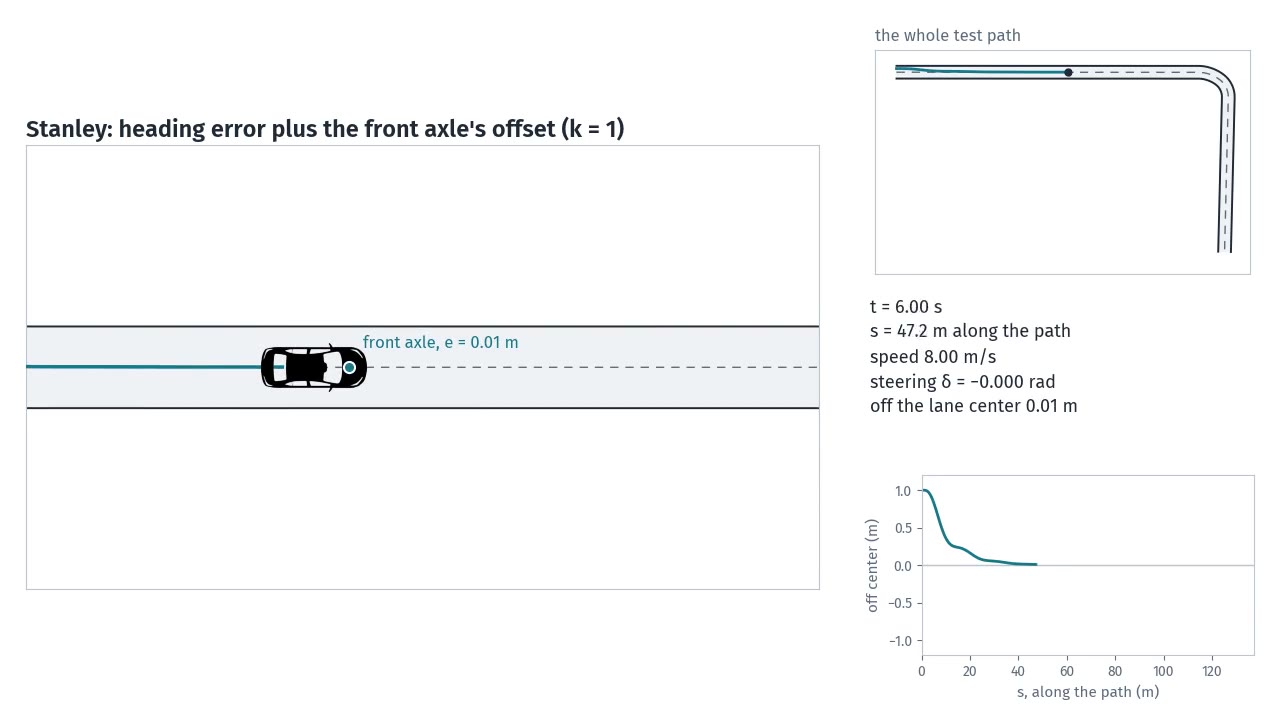 the whole test path
Stanley: heading error plus the front axle's offset (k = 1)
front axle, e = 0.01 m
t = 6.00 s
s = 47.2 m along the path
speed 8.00 m/s
steering δ = −0.000 rad
off the lane center 0.01 m
off center (m)
1.0
0.5
0.0
−0.5
−1.0
0 20 40 60 80 100 120
s, along the path (m)